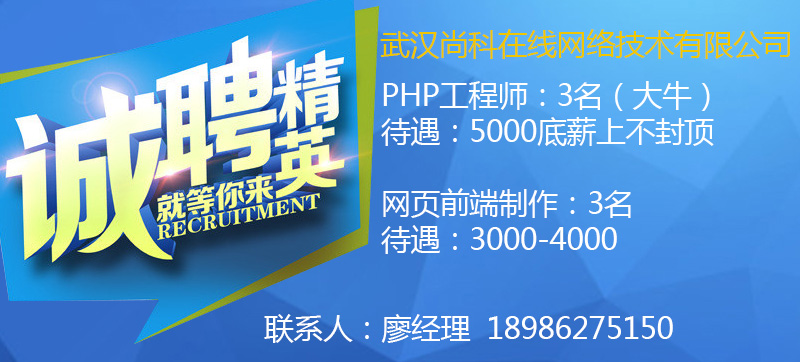 诚聘精英
就等你来
RECRUITMENT
武汉尚科在线网络技术有限公司
PHP工程师：3名（大牛）
待遇：5000底薪上不封顶
网页前端制作：3名
待遇：3000-4000
联系人：廖经理 18986275150